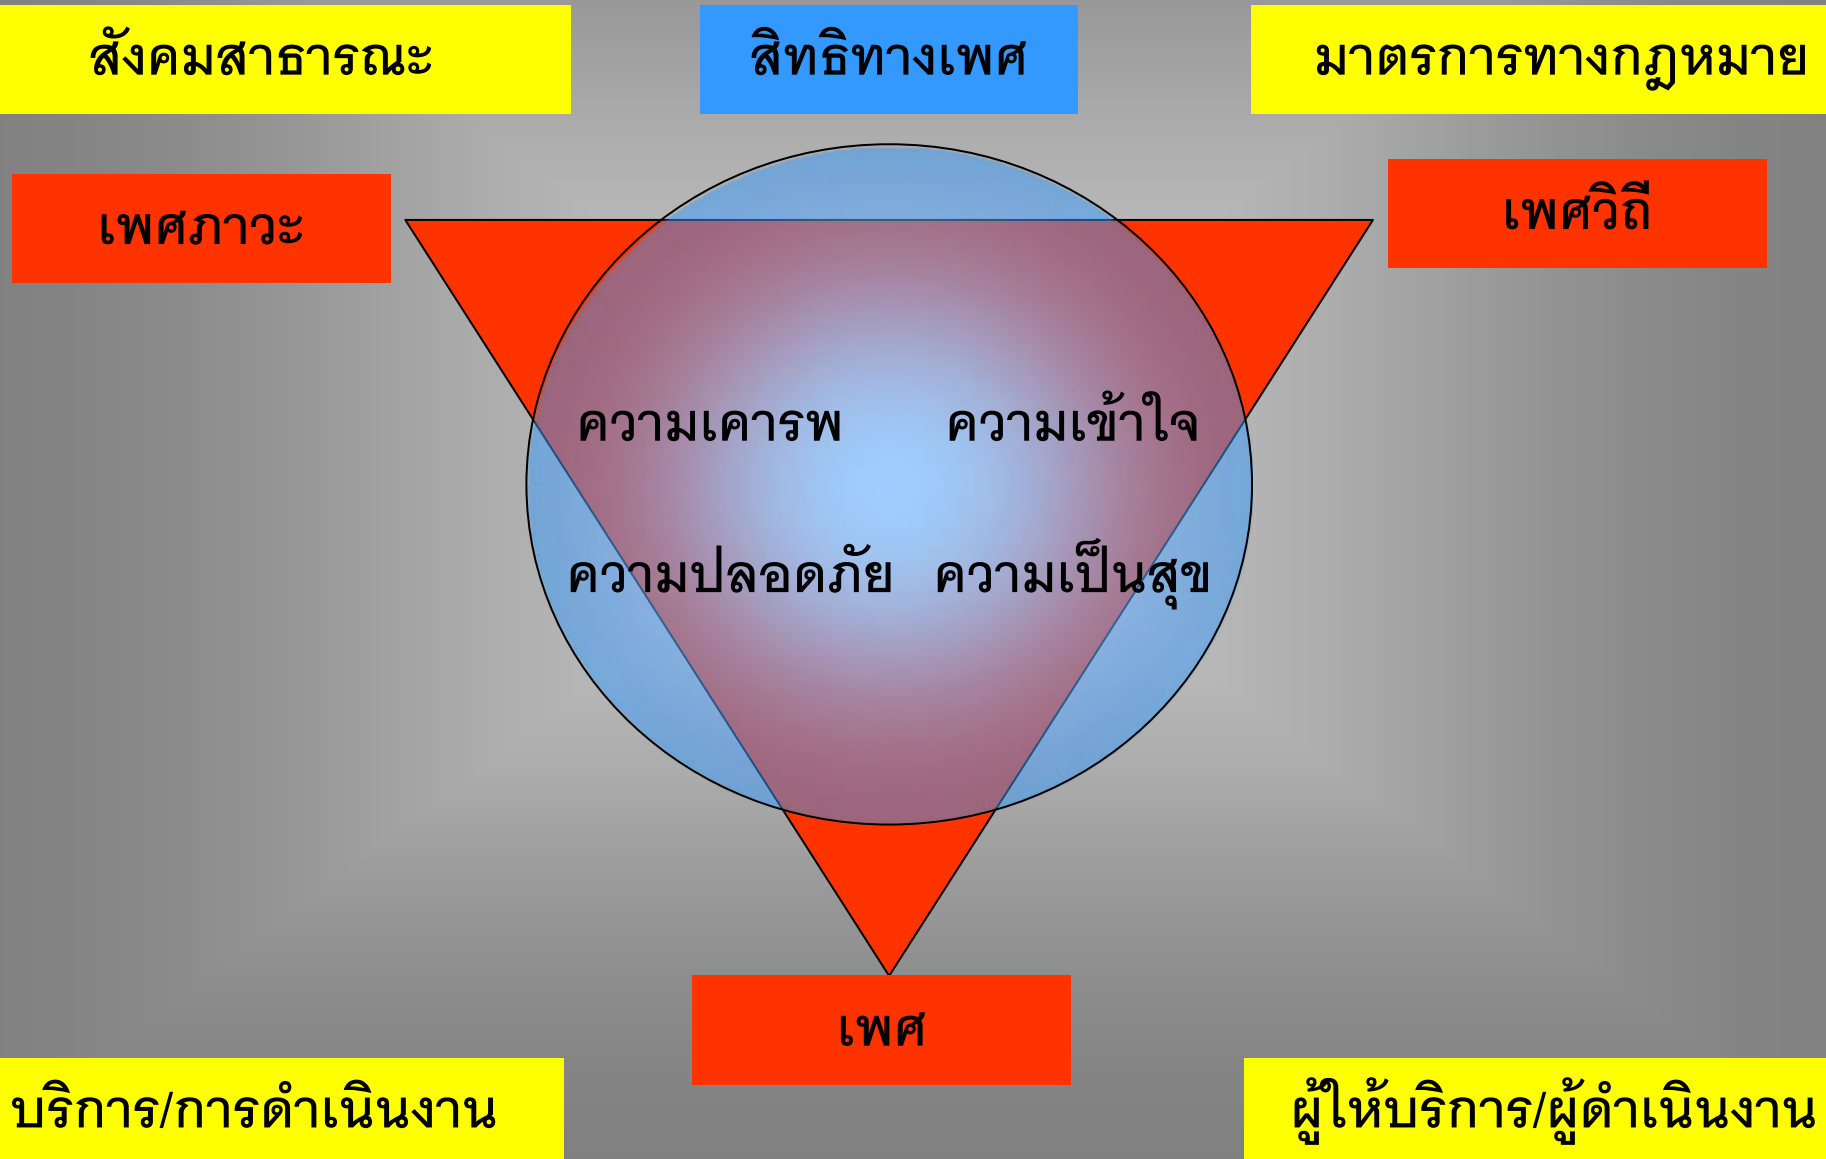 สังคมสาธารณะ
สิทธิทางเพศ
มาตรการทางกฎหมาย
เพศภาวะ
เพศวิถี
ความเคารพ ความเข้าใจ
ความปลอดภัย ความเป็นสุข
เพศ
บริการ/การดำเนินงาน
ผู้ให้บริการ/ผู้ดำเนินงาน